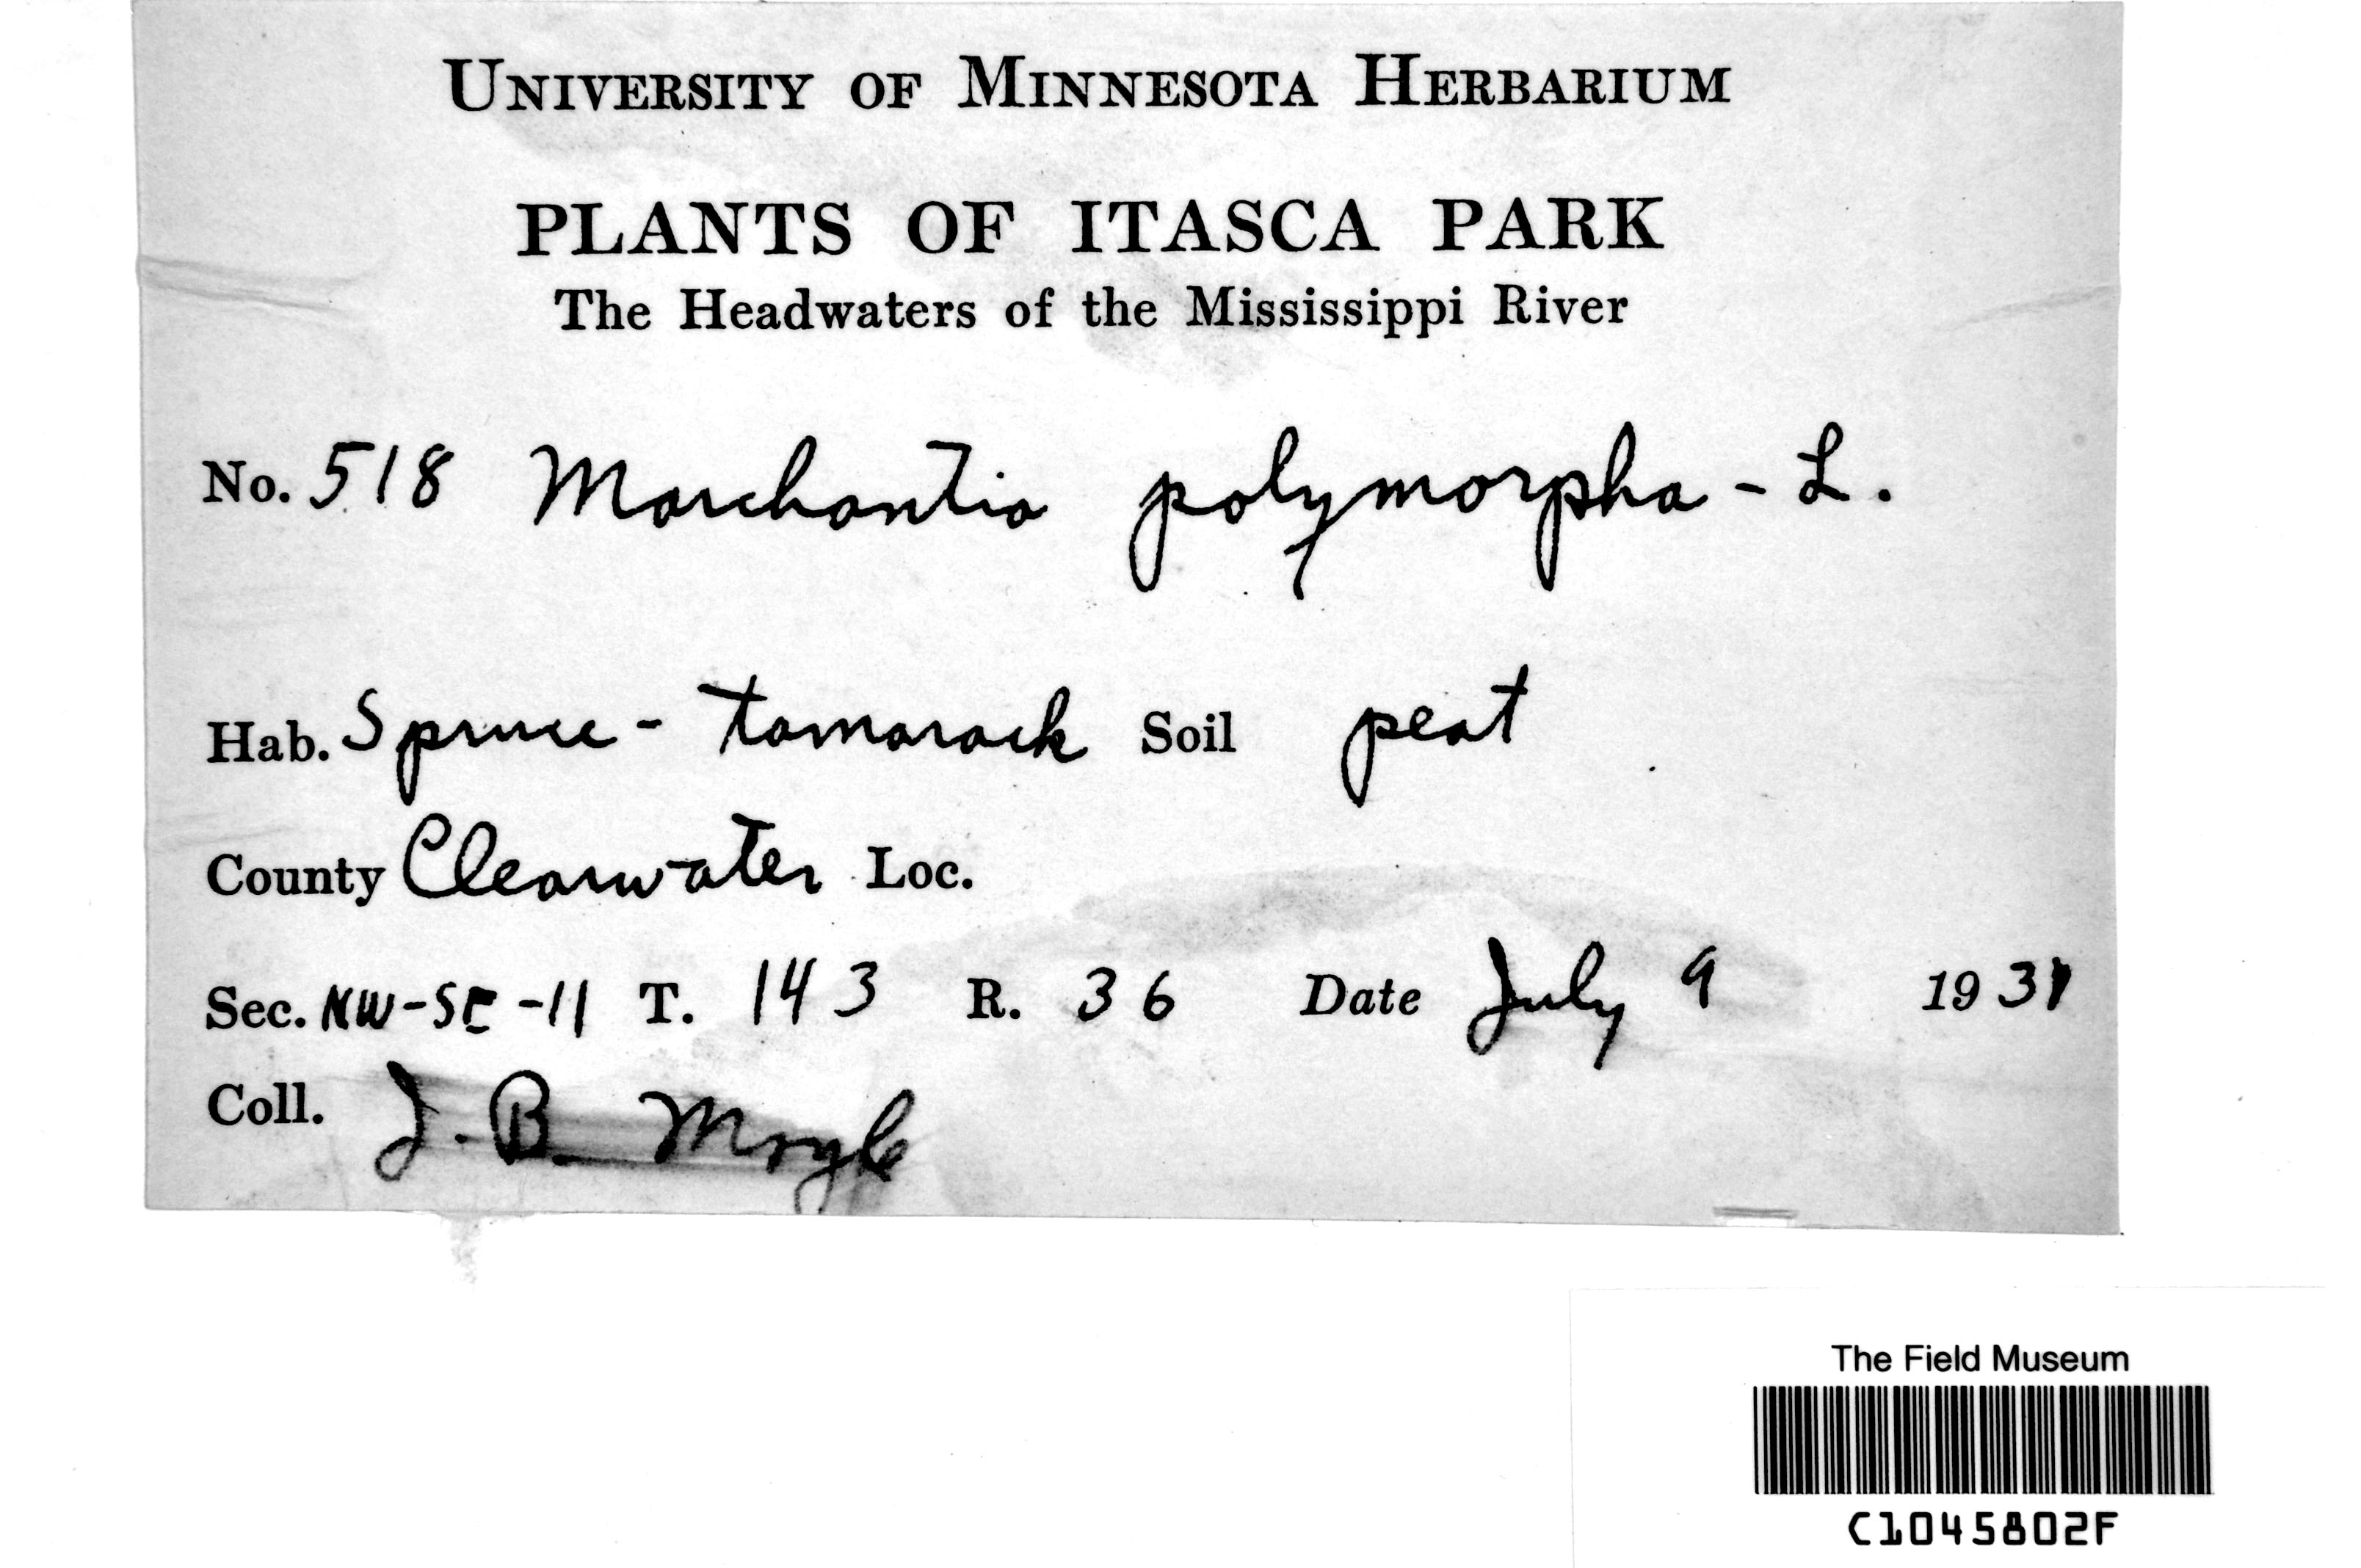 UNIVERSITY OF MINNESOTA HERBARIUM
PLANTS OF ITASCA PARK
The Headwaters of the Mississippi River
No. 518 Marchantia polymorpha - L.
Hab. Spruce - tamarack Soil peat
County Clearwater Loc.
Sec. NW-SE-11 T. 143 R. 36 Date July 9 1931
Coll. J. B. Moyle
The Field Museum
C1045802F